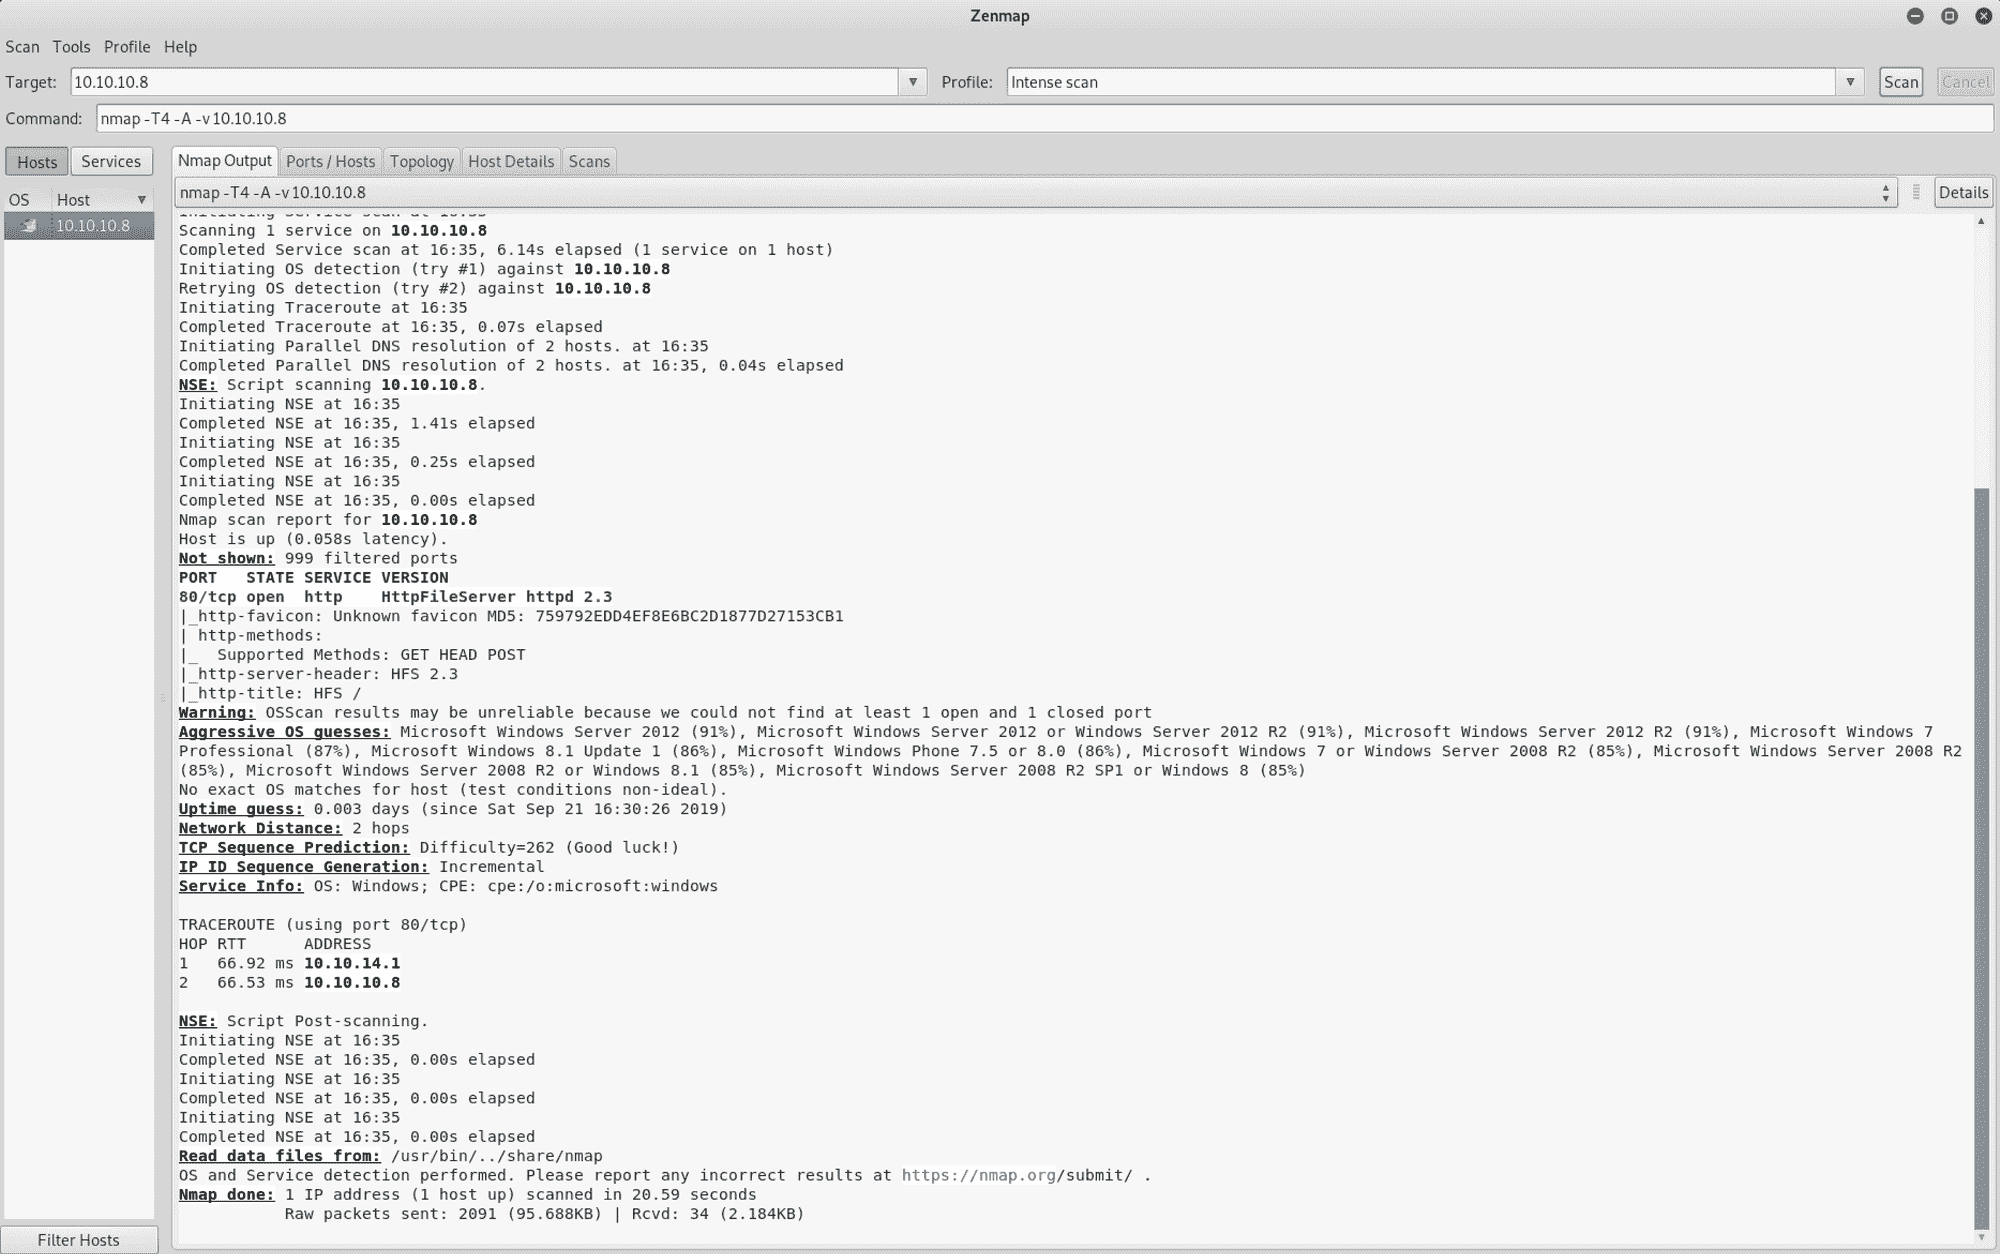 Zenmap
Scan Tools Profile Help
Target: 10.10.10.8 Profile: Intense scan Scan Cancel
Command: nmap -T4 -A -v 10.10.10.8
Hosts Services
Nmap Output Ports / Hosts Topology Host Details Scans
OS Host
10.10.10.8
nmap -T4 -A -v 10.10.10.8 Details
Initiating Service scan at 16:35
Scanning 1 service on 10.10.10.8
Completed Service scan at 16:35, 6.14s elapsed (1 service on 1 host)
Initiating OS detection (try #1) against 10.10.10.8
Retrying OS detection (try #2) against 10.10.10.8
Initiating Traceroute at 16:35
Completed Traceroute at 16:35, 0.07s elapsed
Initiating Parallel DNS resolution of 2 hosts. at 16:35
Completed Parallel DNS resolution of 2 hosts. at 16:35, 0.04s elapsed
NSE: Script scanning 10.10.10.8.
Initiating NSE at 16:35
Completed NSE at 16:35, 1.41s elapsed
Initiating NSE at 16:35
Completed NSE at 16:35, 0.25s elapsed
Initiating NSE at 16:35
Completed NSE at 16:35, 0.00s elapsed
Nmap scan report for 10.10.10.8
Host is up (0.058s latency).
Not shown: 999 filtered ports
PORT   STATE SERVICE VERSION
80/tcp open  http    HttpFileServer httpd 2.3
|_http-favicon: Unknown favicon MD5: 759792EDD4EF8E6BC2D1877D27153CB1
| http-methods:
|_  Supported Methods: GET HEAD POST
|_http-server-header: HFS 2.3
|_http-title: HFS /
Warning: OSScan results may be unreliable because we could not find at least 1 open and 1 closed port
Aggressive OS guesses: Microsoft Windows Server 2012 (91%), Microsoft Windows Server 2012 or Windows Server 2012 R2 (91%), Microsoft Windows Server 2012 R2 (91%), Microsoft Windows 7
Professional (87%), Microsoft Windows 8.1 Update 1 (86%), Microsoft Windows Phone 7.5 or 8.0 (86%), Microsoft Windows 7 or Windows Server 2008 R2 (85%), Microsoft Windows Server 2008 R2
(85%), Microsoft Windows Server 2008 R2 or Windows 8.1 (85%), Microsoft Windows Server 2008 R2 SP1 or Windows 8 (85%)
No exact OS matches for host (test conditions non-ideal).
Uptime guess: 0.003 days (since Sat Sep 21 16:30:26 2019)
Network Distance: 2 hops
TCP Sequence Prediction: Difficulty=262 (Good luck!)
IP ID Sequence Generation: Incremental
Service Info: OS: Windows; CPE: cpe:/o:microsoft:windows
TRACEROUTE (using port 80/tcp)
HOP RTT      ADDRESS
1   66.92 ms 10.10.14.1
2   66.53 ms 10.10.10.8
NSE: Script Post-scanning.
Initiating NSE at 16:35
Completed NSE at 16:35, 0.00s elapsed
Initiating NSE at 16:35
Completed NSE at 16:35, 0.00s elapsed
Initiating NSE at 16:35
Completed NSE at 16:35, 0.00s elapsed
Read data files from: /usr/bin/../share/nmap
OS and Service detection performed. Please report any incorrect results at https://nmap.org/submit/ .
Nmap done: 1 IP address (1 host up) scanned in 20.59 seconds
Raw packets sent: 2091 (95.688KB) | Rcvd: 34 (2.184KB)
Filter Hosts